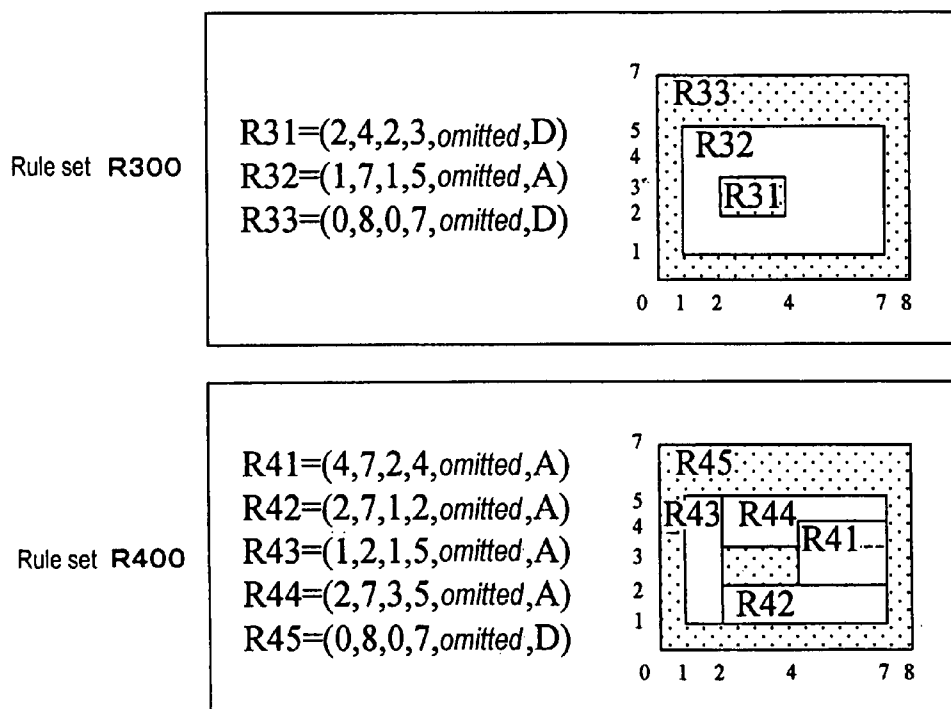 Rule set R300
R31=(2,4,2,3,omitted,D)
R32=(1,7,1,5,omitted,A)
R33=(0,8,0,7,omitted,D)
7
5
4
3
2
1
R33
R32
R31
0 1 2 4 7 8
Rule set R400
R41=(4,7,2,4,omitted,A)
R42=(2,7,1,2,omitted,A)
R43=(1,2,1,5,omitted,A)
R44=(2,7,3,5,omitted,A)
R45=(0,8,0,7,omitted,D)
7
5
4
3
2
1
R45
R43 R44
R41
R42
0 1 2 4 7 8